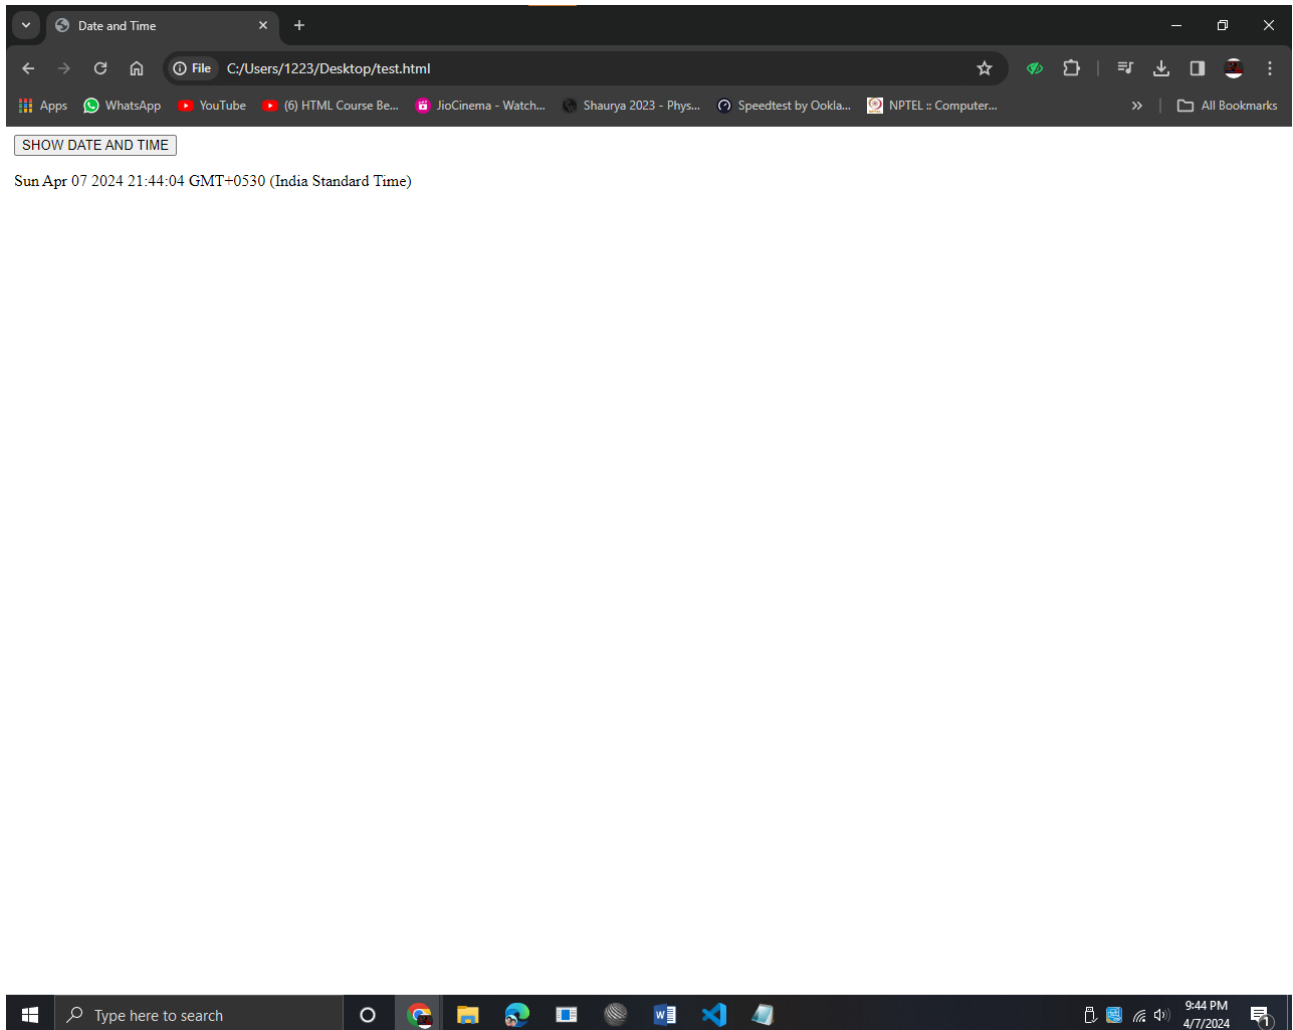 Date and Time
File C:/Users/1223/Desktop/test.html
Apps WhatsApp YouTube (6) HTML Course Be... JioCinema - Watch... Shaurya 2023 - Phys... Speedtest by Ookla... NPTEL :: Computer... All Bookmarks
SHOW DATE AND TIME
Sun Apr 07 2024 21:44:04 GMT+0530 (India Standard Time)
Type here to search
9:44 PM
4/7/2024
1